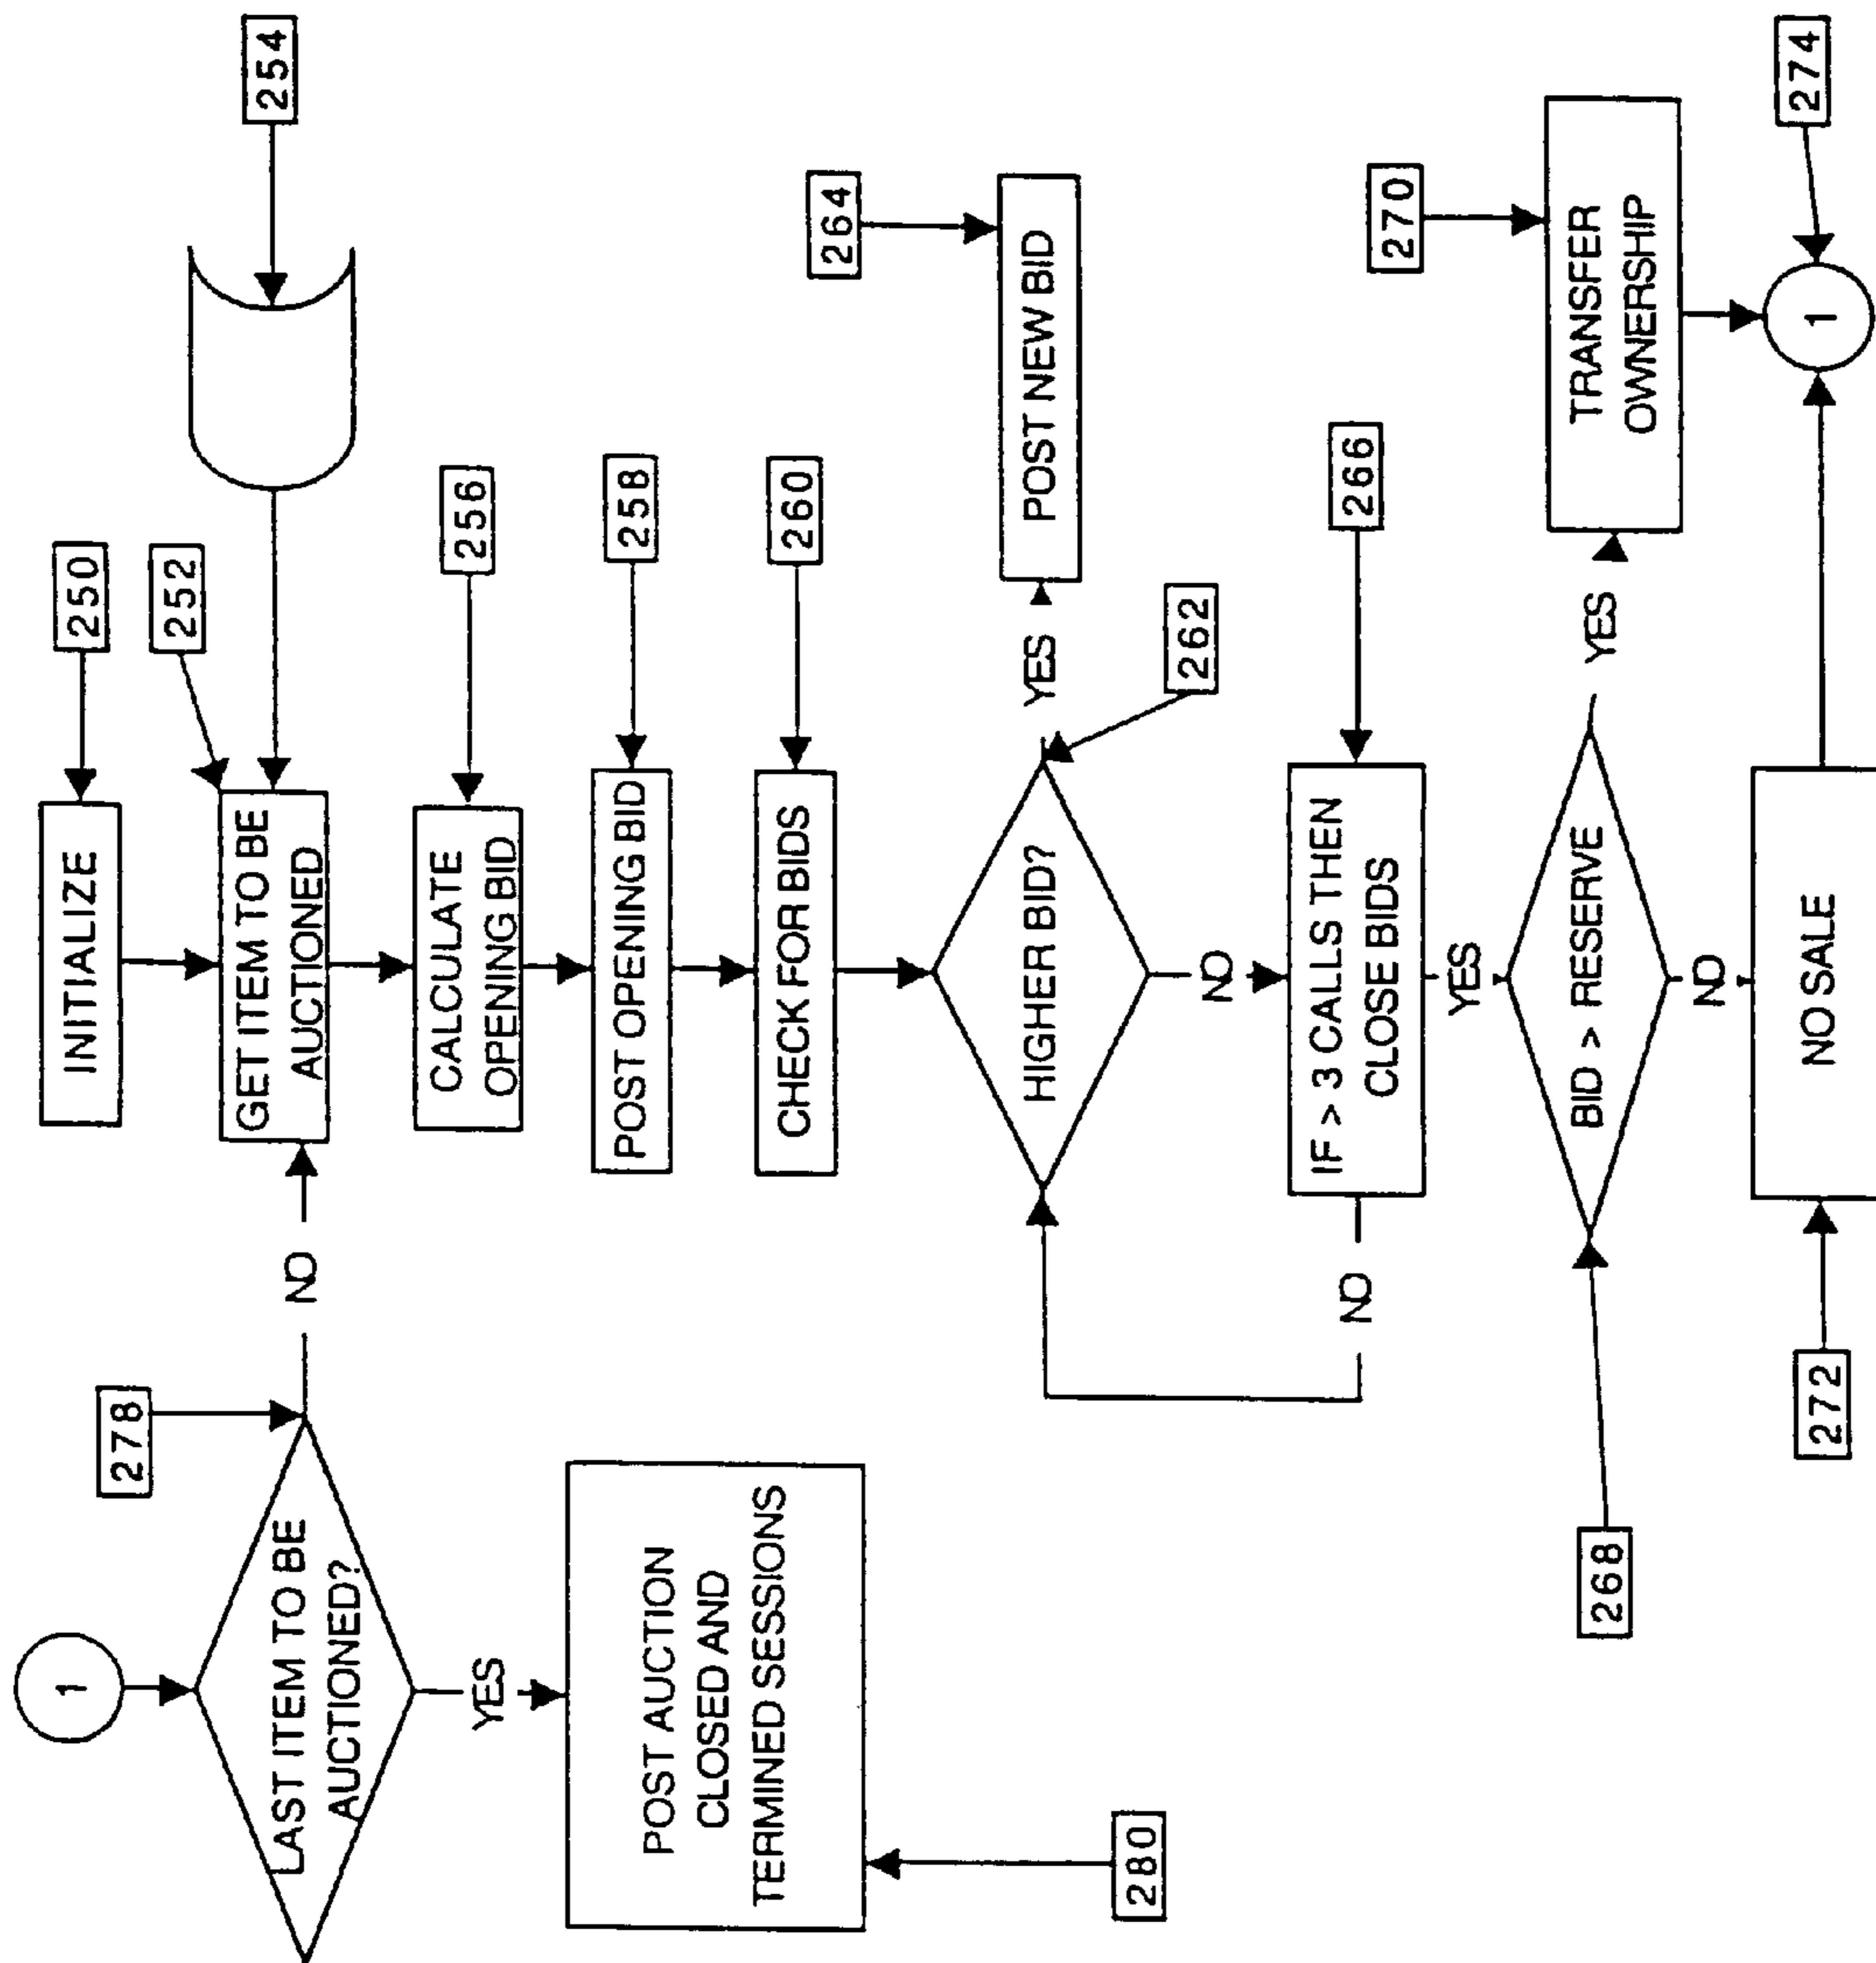 1
278
LAST ITEM TO BE
AUCTIONED?
NO
YES
POST AUCTION
CLOSED AND
TERMINED SESSIONS
280
INITIALIZE
250
252
GET ITEM TO BE
AUCTIONED
254
CALCULATE
OPENING BID
256
POST OPENING BID
258
CHECK FOR BIDS
260
HIGHER BID?
262
YES
POST NEW BID
264
NO
IF > 3 CALLS THEN
CLOSE BIDS
266
NO
YES
BID > RESERVE
268
YES
TRANSFER
OWNERSHIP
270
NO
NO SALE
272
1
274